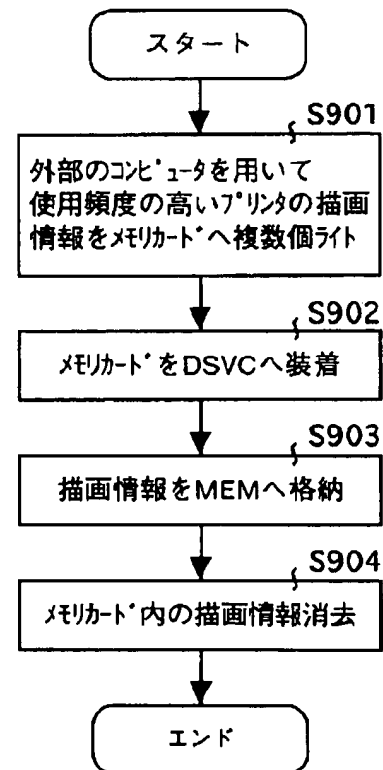 スタート
S901
外部のｺﾝﾋﾟｭｰﾀを用いて
使用頻度の高いﾌﾟﾘﾝﾀの描画
情報をﾒﾓﾘｶｰﾄﾞへ複数個ﾗｲﾄ
S902
ﾒﾓﾘｶｰﾄﾞをDSVCへ装着
S903
描画情報をMEMへ格納
S904
ﾒﾓﾘｶｰﾄﾞ内の描画情報消去
エンド